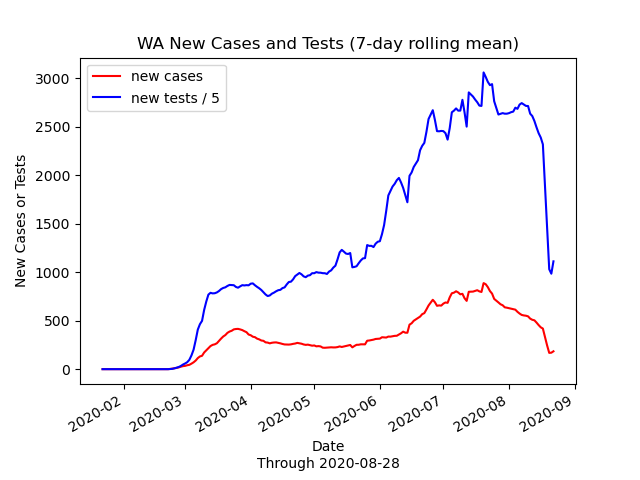 WA New Cases and Tests (7-day rolling mean)
new cases
new tests / 5
New Cases or Tests
3000
2500
2000
1500
1000
500
0
2020-02
2020-03
2020-04
2020-05
2020-06
2020-07
2020-08
2020-09
Date
Through 2020-08-28